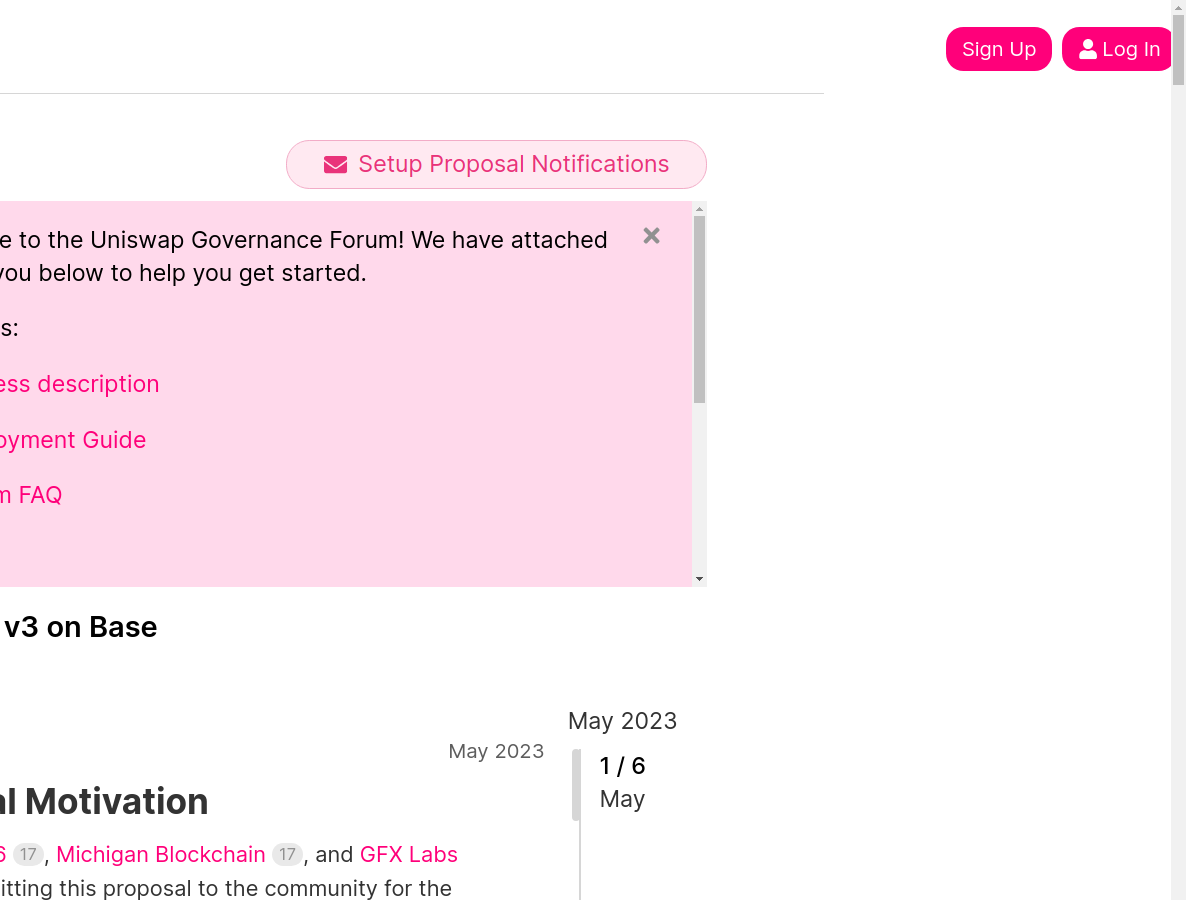 Sign Up
Log In
Setup Proposal Notifications
e to the Uniswap Governance Forum! We have attached
you below to help you get started.
s:
ess description
oyment Guide
m FAQ
v3 on Base
May 2023
May 2023
1 / 6
May
al Motivation
6 17, Michigan Blockchain 17, and GFX Labs
itting this proposal to the community for the